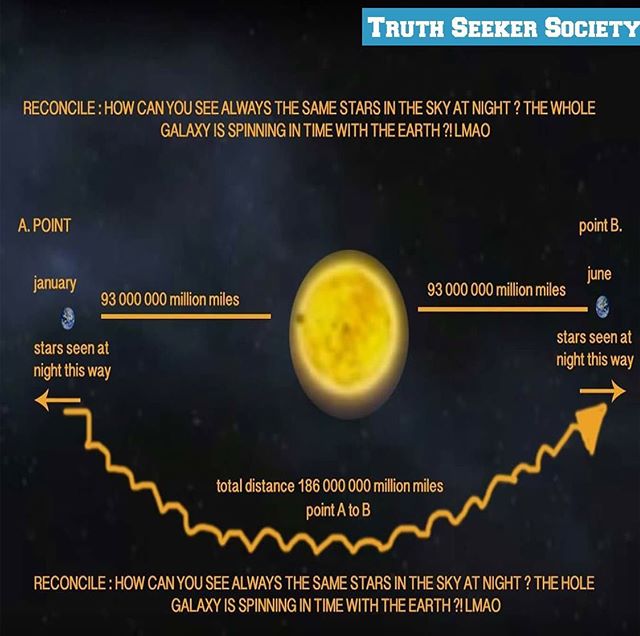 TRUTH SEEKER SOCIETY
RECONCILE : HOW CAN YOU SEE ALWAYS THE SAME STARS IN THE SKY AT NIGHT ? THE WHOLE
GALAXY IS SPINNING IN TIME WITH THE EARTH ?! LMAO
A. POINT
point B.
january
june
93 000 000 million miles
93 000 000 million miles
stars seen at
night this way
stars seen at
night this way
total distance 186 000 000 million miles
point A to B
RECONCILE : HOW CAN YOU SEE ALWAYS THE SAME STARS IN THE SKY AT NIGHT ? THE HOLE
GALAXY IS SPINNING IN TIME WITH THE EARTH ?! LMAO